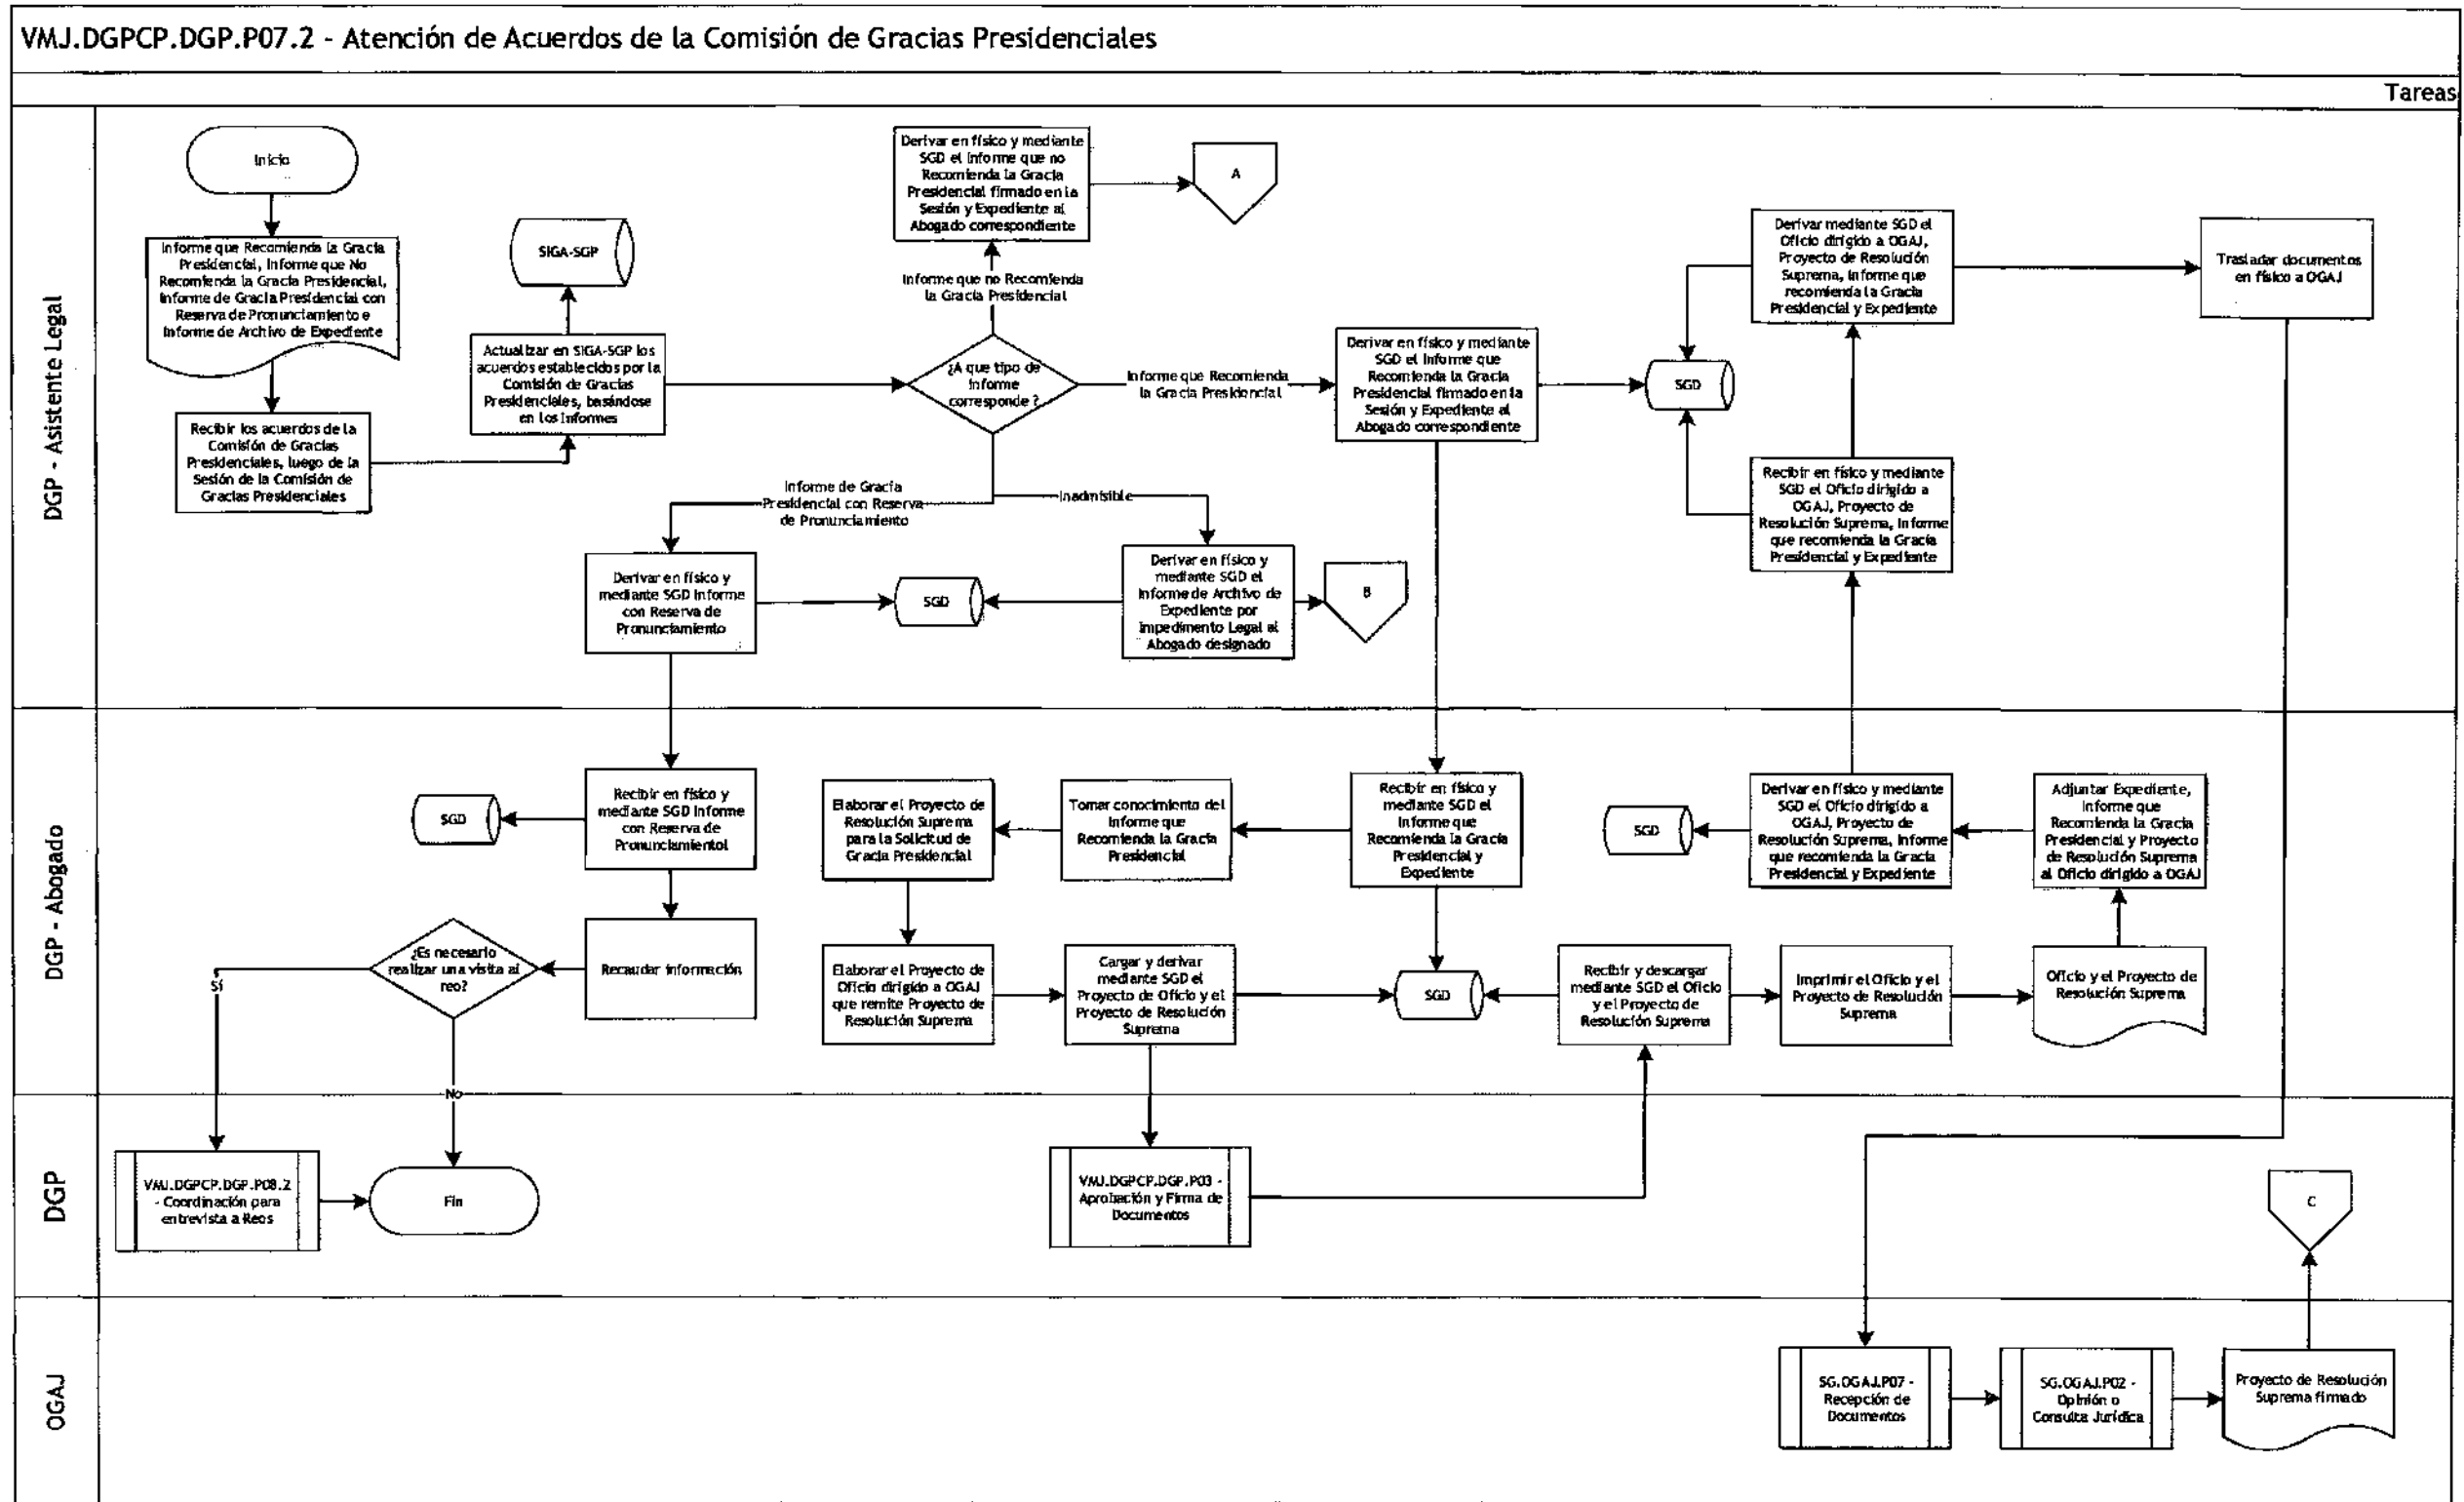 VMJ.DGPCP.DGP.P07.2 - Atención de Acuerdos de la Comisión de Gracias Presidenciales
Tareas
DGP - Asistente Legal
Inicio
Informe que Recomienda la Gracia
Presidencial, Informe que No
Recomienda la Gracia Presidencial,
Informe de Gracia Presidencial con
Reserva de Pronunciamiento e
Informe de Archivo de Expediente
Recibir los acuerdos de la
Comisión de Gracias
Presidenciales, luego de la
Sesión de la Comisión de
Gracias Presidenciales
SIGA-SGP
Actualizar en SIGA-SGP los
acuerdos establecidos por la
Comisión de Gracias
Presidenciales, basándose
en los Informes
Derivar en físico y mediante
SGD el Informe que no
Recomienda la Gracia
Presidencial firmado en la
Sesión y Expediente al
Abogado correspondiente
A
Informe que no Recomienda
la Gracia Presidencial
¿A que tipo de
informe
corresponde ?
Informe que Recomienda
la Gracia Presidencial
Derivar en físico y mediante
SGD el Informe que
Recomienda la Gracia
Presidencial firmado en la
Sesión y Expediente al
Abogado correspondiente
SGD
Derivar mediante SGD el
Oficio dirigido a OGAJ,
Proyecto de Resolución
Suprema, Informe que
recomienda la Gracia
Presidencial y Expediente
Trasladar documentos
en físico a OGAJ
Recibir en físico y mediante
SGD el Oficio dirigido a
OGAJ, Proyecto de
Resolución Suprema, Informe
que recomienda la Gracia
Presidencial y Expediente
Informe de Gracia
Presidencial con Reserva
de Pronunciamiento
Inadmisible
Derivar en físico y
mediante SGD Informe
con Reserva de
Pronunciamiento
SGD
Derivar en físico y
mediante SGD el
Informe de Archivo de
Expediente por
Impedimento Legal al
Abogado designado
B
DGP - Abogado
SGD
Recibir en físico y
mediante SGD Informe
con Reserva de
Pronunciamientol
Elaborar el Proyecto de
Resolución Suprema
para la Solicitud de
Gracia Presidencial
Tomar conocimiento del
Informe que
Recomienda la Gracia
Presidencial
Recibir en físico y
mediante SGD el
Informe que
Recomienda la Gracia
Presidencial y
Expediente
SGD
Derivar en físico y mediante
SGD el Oficio dirigido a
OGAJ, Proyecto de
Resolución Suprema, Informe
que recomienda la Gracia
Presidencial y Expediente
Adjuntar Expediente,
Informe que
Recomienda la Gracia
Presidencial y Proyecto
de Resolución Suprema
al Oficio dirigido a OGAJ
¿Es necesario
realizar una visita al
reo?
Sí
No
Recaudar información
Elaborar el Proyecto de
Oficio dirigido a OGAJ
que remite Proyecto de
Resolución Suprema
Cargar y derivar
mediante SGD el
Proyecto de Oficio y el
Proyecto de Resolución
Suprema
SGD
Recibir y descargar
mediante SGD el Oficio
y el Proyecto de
Resolución Suprema
Imprimir el Oficio y el
Proyecto de Resolución
Suprema
Oficio y el Proyecto de
Resolución Suprema
DGP
VMJ.DGPCP.DGP.P08.2
- Coordinación para
entrevista a Reos
Fin
VMJ.DGPCP.DGP.P03 -
Aprobación y Firma de
Documentos
C
OGAJ
SG.OGAJ.P07 -
Recepción de
Documentos
SG.OGAJ.P02 -
Opinión o
Consulta Jurídica
Proyecto de Resolución
Suprema firmado